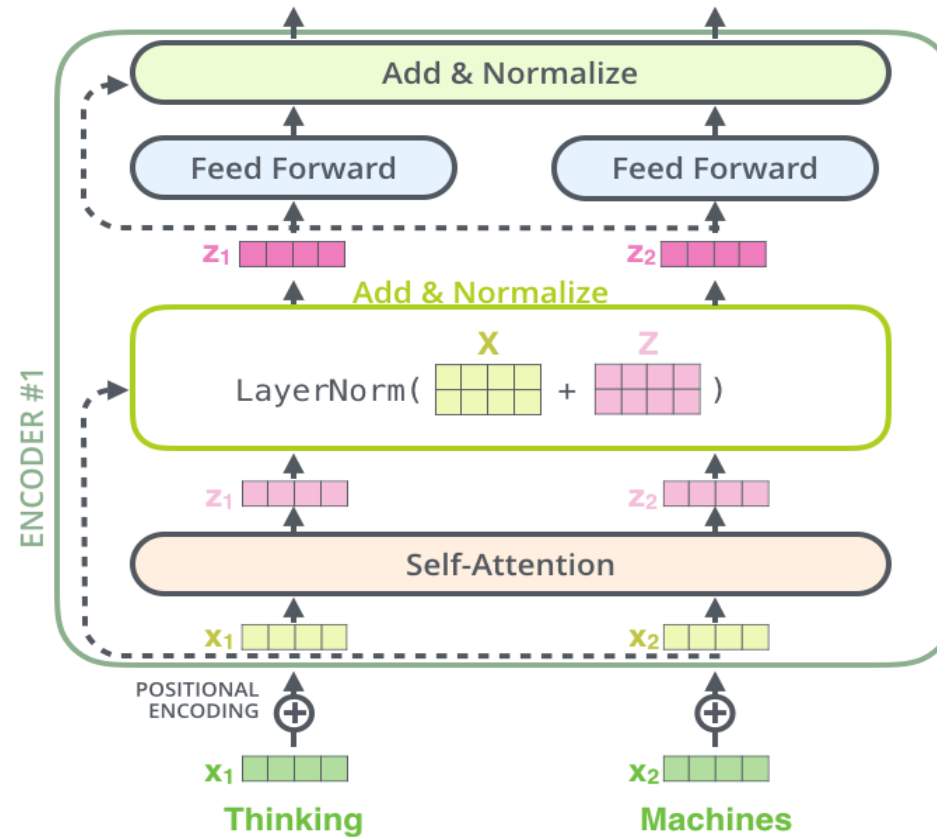 Add & Normalize
Feed Forward Feed Forward
z1 z2
Add & Normalize
X Z
LayerNorm( + )
ENCODER #1
z1 z2
Self-Attention
x1 x2
POSITIONAL
ENCODING
x1 x2
Thinking Machines